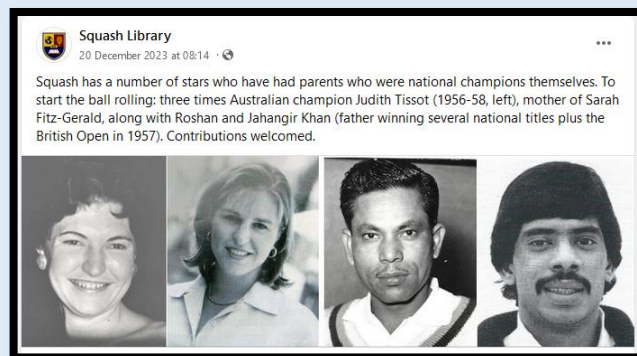 Squash Library
20 December 2023 at 08:14 ·
Squash has a number of stars who have had parents who were national champions themselves. To
start the ball rolling: three times Australian champion Judith Tissot (1956-58, left), mother of Sarah
Fitz-Gerald, along with Roshan and Jahangir Khan (father winning several national titles plus the
British Open in 1957). Contributions welcomed.